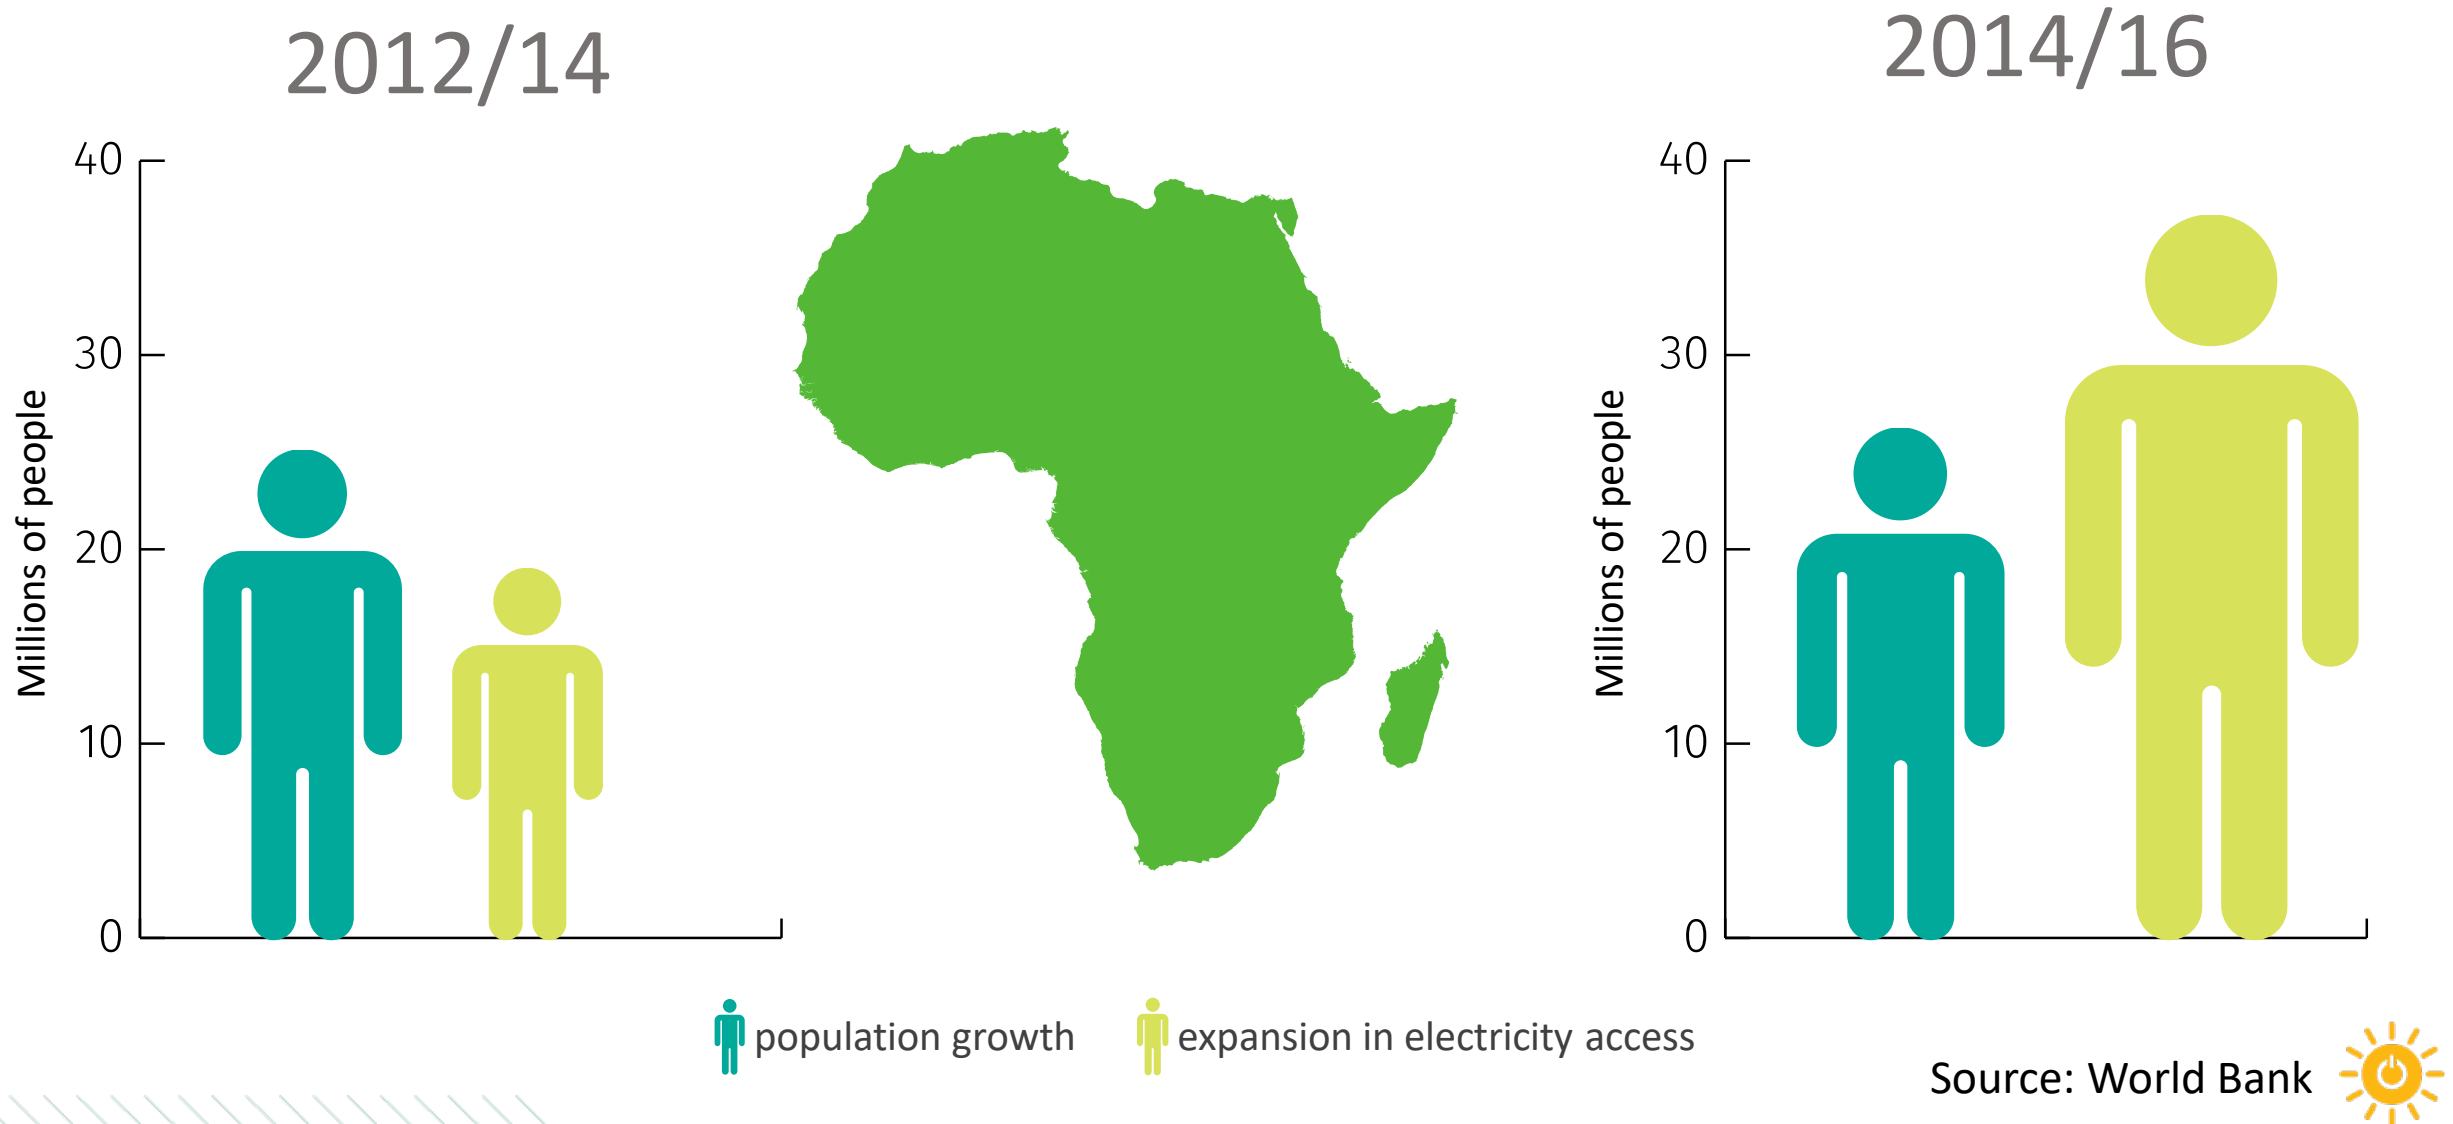 2012/14
2014/16
40
30
20
10
0
Millions of people
40
30
20
10
0
Millions of people
population growth
expansion in electricity access
Source: World Bank